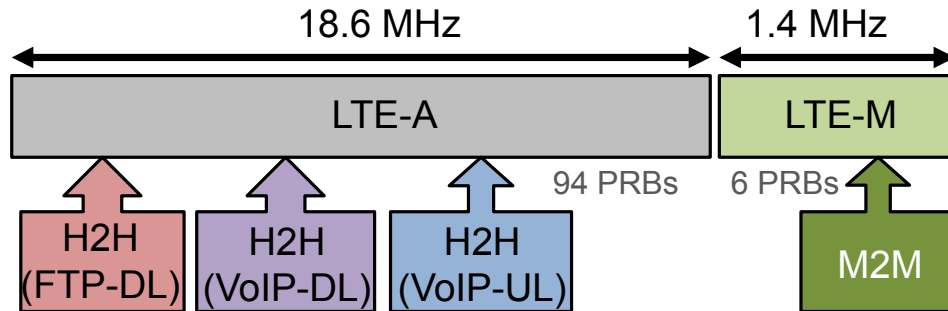 18.6 MHz
1.4 MHz
LTE-A
LTE-M
94 PRBs
6 PRBs
H2H
(FTP-DL)
H2H
(VoIP-DL)
H2H
(VoIP-UL)
M2M